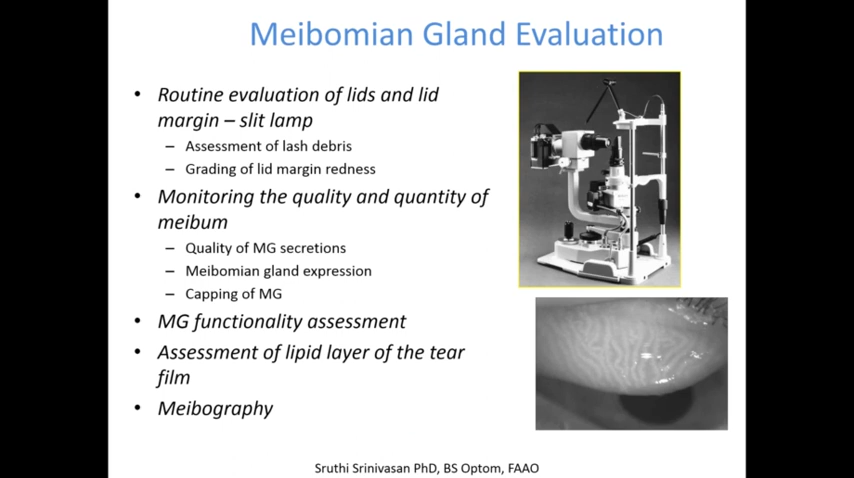 Meibomian Gland Evaluation
• Routine evaluation of lids and lid
margin – slit lamp
– Assessment of lash debris
– Grading of lid margin redness
• Monitoring the quality and quantity of
meibum
– Quality of MG secretions
– Meibomian gland expression
– Capping of MG
• MG functionality assessment
• Assessment of lipid layer of the tear
film
• Meibography
Sruthi Srinivasan PhD, BS Optom, FAAO